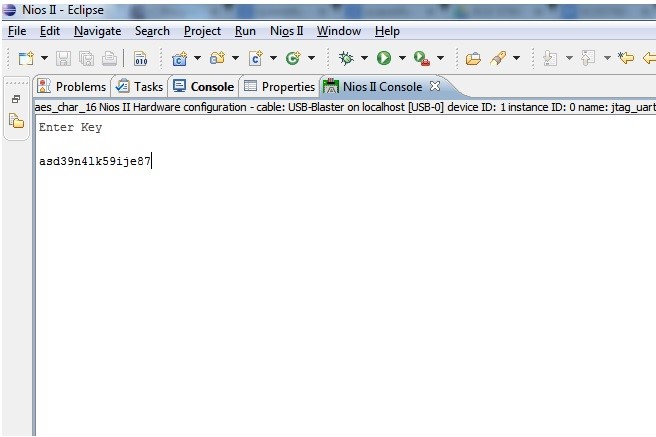 Nios II - Eclipse
File Edit Navigate Search Project Run Nios II Window Help
010
Problems Tasks Console Properties Nios II Console
aes_char_16 Nios II Hardware configuration - cable: USB-Blaster on localhost [USB-0] device ID: 1 instance ID: 0 name: jtag_uart
Enter Key
asd39n4lk59ije87